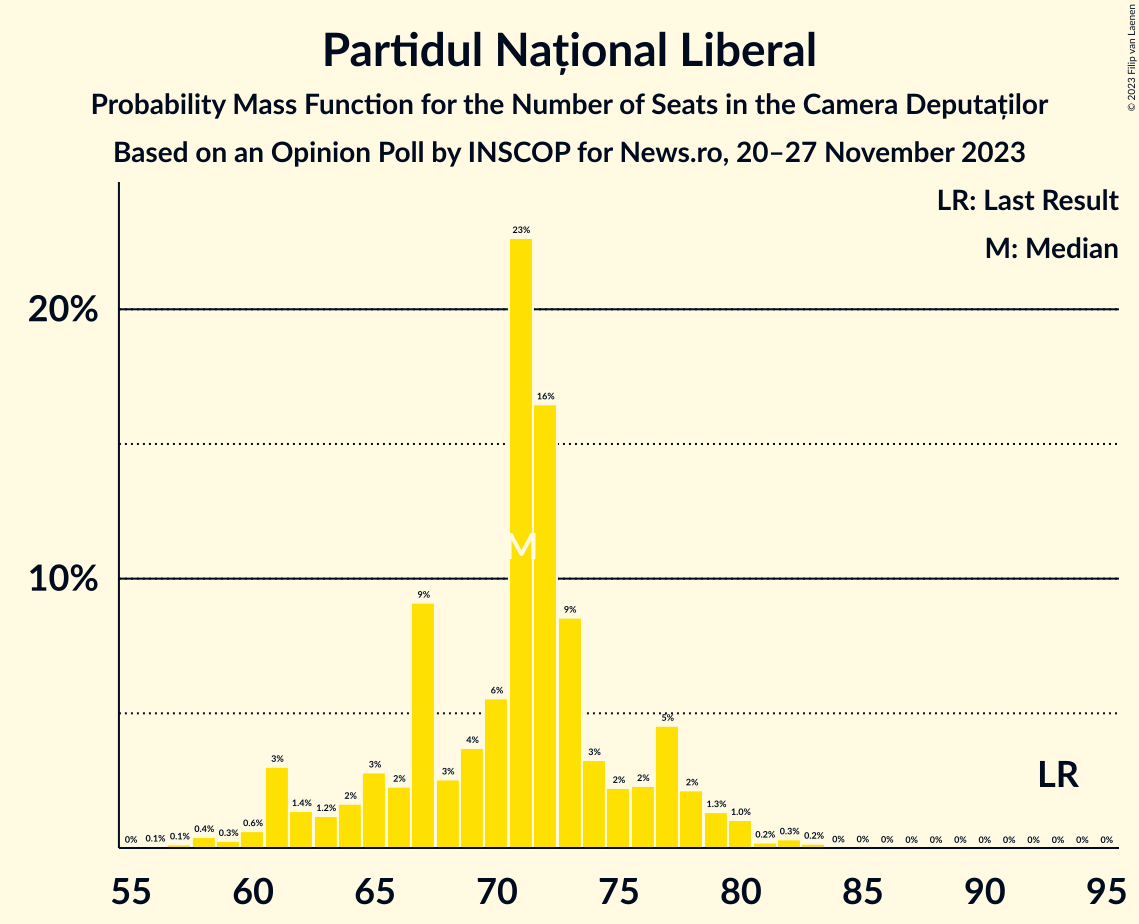 Partidul Național Liberal
Probability Mass Function for the Number of Seats in the Camera Deputaților
Based on an Opinion Poll by INSCOP for News.ro, 20–27 November 2023
© 2023 Filip van Laenen
LR: Last Result
M: Median
20%
10%
0% 0.1% 0.1% 0.4% 0.3% 0.6% 3% 1.4% 1.2% 2% 3% 2% 9% 3% 4% 6% 23% 16% 9% 3% 2% 2% 5% 2% 1.3% 1.0% 0.2% 0.3% 0.2% 0% 0% 0% 0% 0% 0% 0% 0% 0% 0% 0% 0%
M
LR
55 60 65 70 75 80 85 90 95